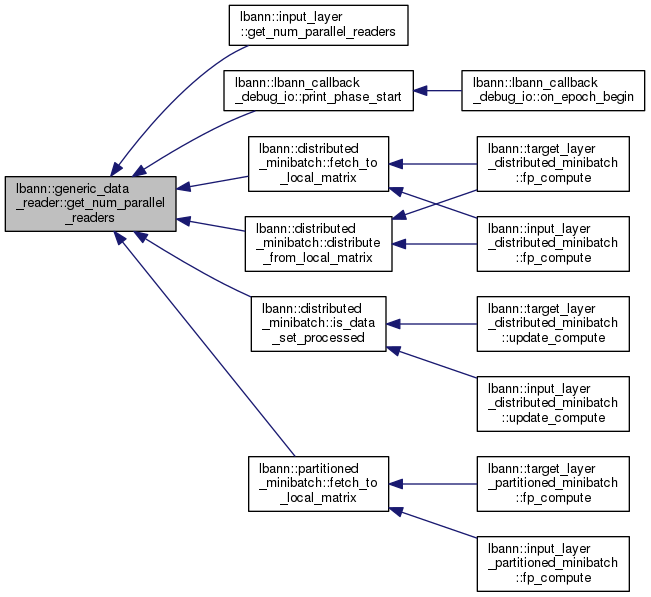 lbann::input_layer
::get_num_parallel_readers
lbann::lbann_callback
_debug_io::print_phase_start
lbann::lbann_callback
_debug_io::on_epoch_begin
lbann::distributed
_minibatch::fetch_to
_local_matrix
lbann::target_layer
_distributed_minibatch
::fp_compute
lbann::generic_data
_reader::get_num_parallel
_readers
lbann::distributed
_minibatch::distribute
_from_local_matrix
lbann::input_layer
_distributed_minibatch
::fp_compute
lbann::distributed
_minibatch::is_data
_set_processed
lbann::target_layer
_distributed_minibatch
::update_compute
lbann::input_layer
_distributed_minibatch
::update_compute
lbann::partitioned
_minibatch::fetch_to
_local_matrix
lbann::target_layer
_partitioned_minibatch
::fp_compute
lbann::input_layer
_partitioned_minibatch
::fp_compute